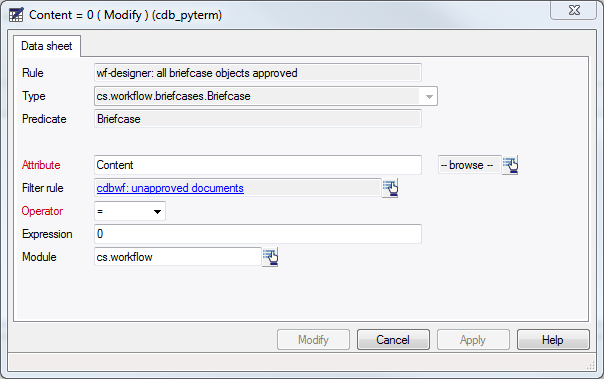 Content = 0 ( Modify ) (cdb_pyterm)
Data sheet
Rule wf-designer: all briefcase objects approved
Type cs.workflow.briefcases.Briefcase
Predicate Briefcase
Attribute Content -- browse --
Filter rule cdbwf: unapproved documents
Operator =
Expression 0
Module cs.workflow
Modify Cancel Apply Help